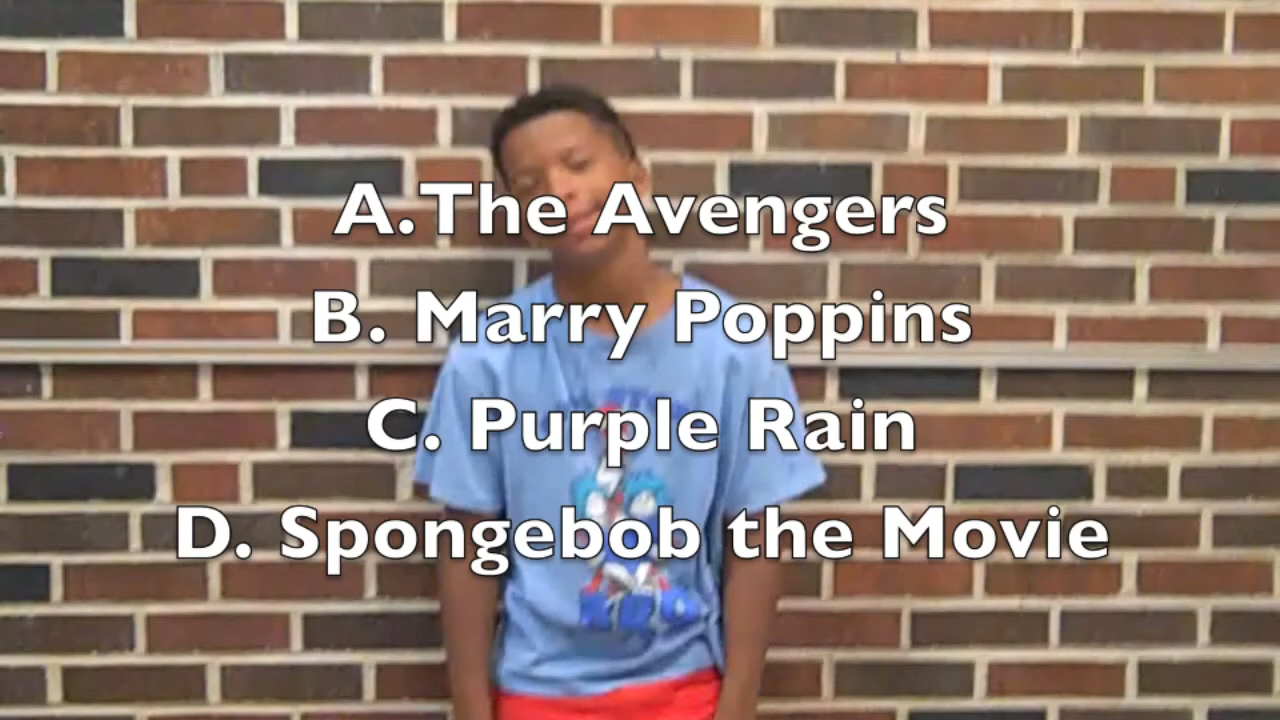 A. The Avengers
B. Marry Poppins
C. Purple Rain
D. Spongebob the Movie